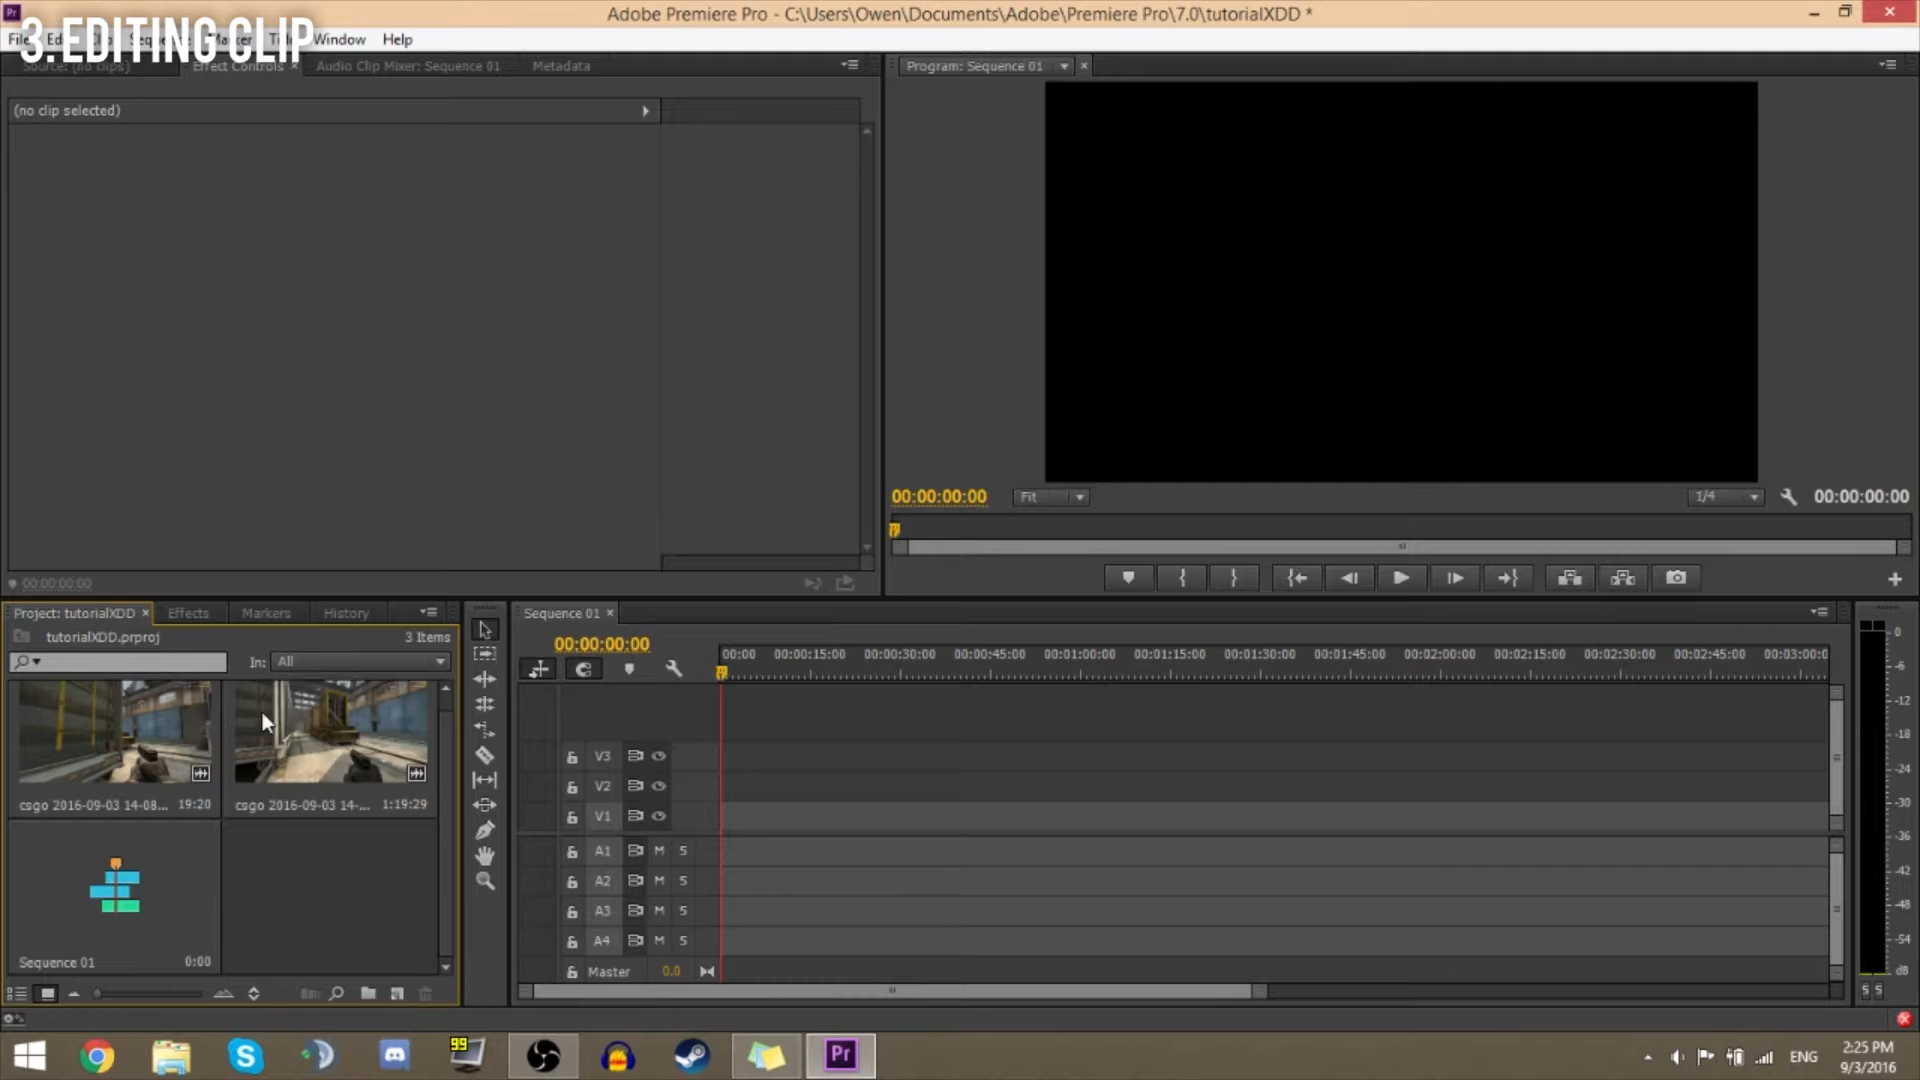 Adobe Premiere Pro - C:\Users\Owen\Documents\Adobe\Premiere Pro\7.0\tutorialXDD *
3. EDITING CLIP
Window Help
Source: (no clips) Effect Controls Audio Clip Mixer: Sequence 01 Metadata
Program: Sequence 01
(no clip selected)
00:00:00:00 Fit 1/4 00:00:00:00
00:00:00:00
Project: tutorialXDD Effects Markers History
tutorialXDD.prproj 3 Items
In: All
csgo 2016-09-03 14-08... 19:20
csgo 2016-09-03 14-... 1:19:29
Sequence 01 0:00
Sequence 01
00:00:00:00
00:00 00:00:15:00 00:00:30:00 00:00:45:00 00:01:00:00 00:01:15:00 00:01:30:00 00:01:45:00 00:02:00:00 00:02:15:00 00:02:30:00 00:02:45:00 00:03:00:0
V3
V2
V1
A1 M S
A2 M S
A3 M S
A4 M S
Master 0.0
0
-6
-12
-18
-24
-30
-36
-42
-48
-54
dB
S S
99
Pr
ENG
2:25 PM
9/3/2016